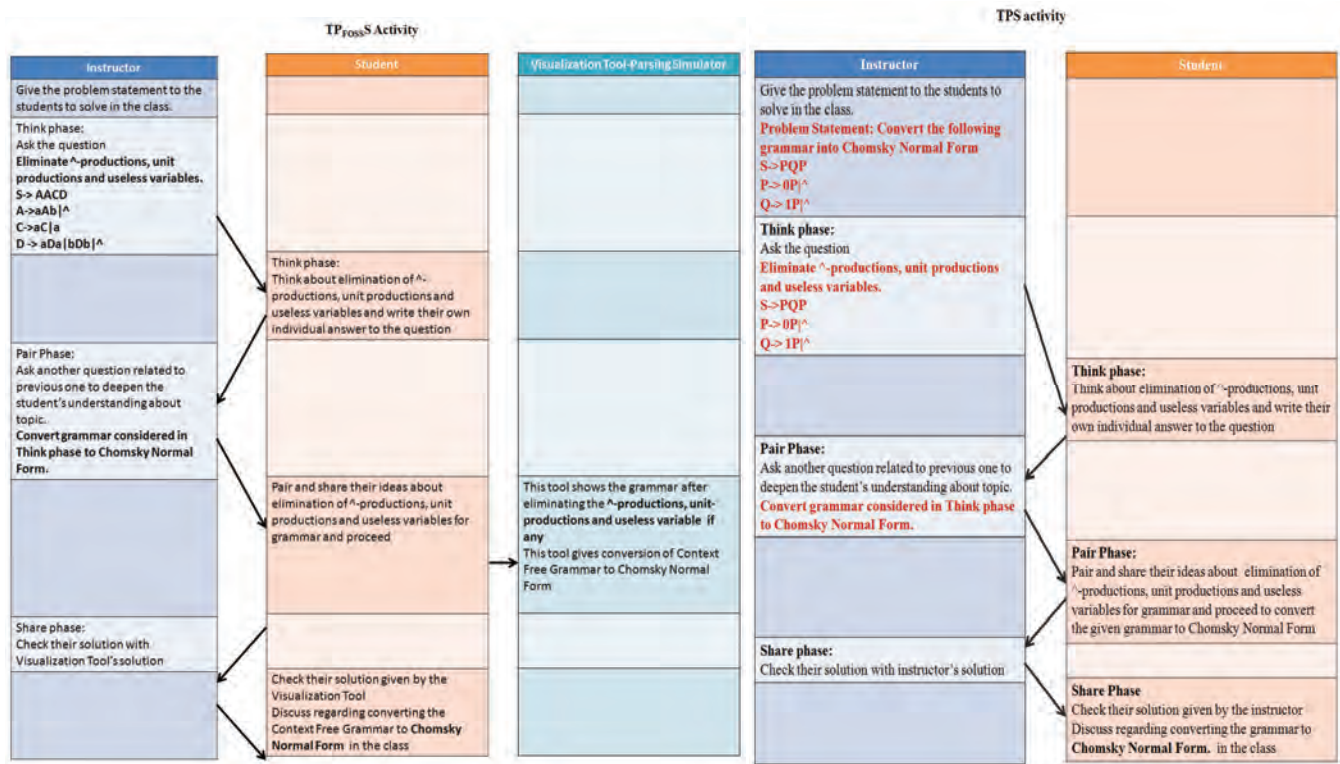 TPFOSSS Activity
Instructor
Give the problem statement to the
students to solve in the class.
Think phase:
Ask the question
Eliminate ^-productions, unit
productions and useless variables.
S-> AACD
A->aAb|^
C->aC|a
D -> aDa|bDb|^
Pair Phase:
Ask another question related to
previous one to deepen the
student's understanding about
topic.
Convert grammar considered in
Think phase to Chomsky Normal
Form.
Share phase:
Check their solution with
Visualization Tool's solution
Student
Think phase:
Think about elimination of ^-
productions, unit productions and
useless variables and write their own
individual answer to the question
Pair and share their ideas about
elimination of ^-productions, unit
productions and useless variables for
grammar and proceed
Check their solution given by the
Visualization Tool
Discuss regarding converting the
Context Free Grammar to Chomsky
Normal Form in the class
Visualization Tool-Parsing Simulator
This tool shows the grammar after
eliminating the ^-productions, unit-
productions and useless variable if
any
This tool gives conversion of Context
Free Grammar to Chomsky Normal
Form
TPS activity
Instructor
Give the problem statement to the students to
solve in the class.
Problem Statement: Convert the following
grammar into Chomsky Normal Form
S->PQP
P->0P|^
Q->1P|^
Think phase:
Ask the question
Eliminate ^-productions, unit productions
and useless variables.
S->PQP
P->0P|^
Q->1P|^
Pair Phase:
Ask another question related to previous one to
deepen the student's understanding about topic.
Convert grammar considered in Think phase
to Chomsky Normal Form.
Share phase:
Check their solution with instructor's solution
Student
Think phase:
Think about elimination of ^-productions, unit
productions and useless variables and write their
own individual answer to the question
Pair Phase:
Pair and share their ideas about elimination of
^-productions, unit productions and useless
variables for grammar and proceed to convert
the given grammar to Chomsky Normal Form
Share Phase
Check their solution given by the instructor
Discuss regarding converting the grammar to
Chomsky Normal Form. in the class